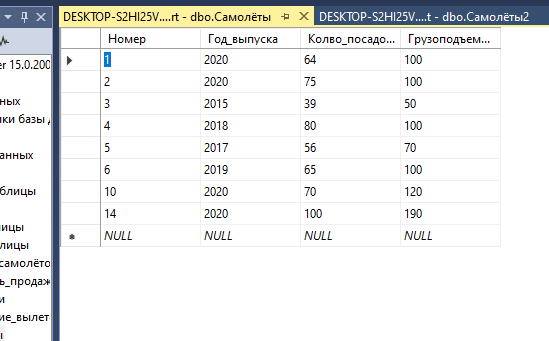 DESKTOP-S2HI25V....rt - dbo.Самолёты DESKTOP-S2HI25V....t - dbo.Самолёты2
Номер Год_выпуска Колво_посадо... Грузоподъем...
er 15.0.200 1 2020 64 100
2 2020 75 100
ных 3 2015 39 50
ики базы д 4 2018 80 100
анных 5 2017 56 70
6 2019 65 100
блицы 10 2020 70 120
14 2020 100 190
ицы NULL NULL NULL NULL
лицы
самолёто
ь_продаж
и
ие_вылет
ы